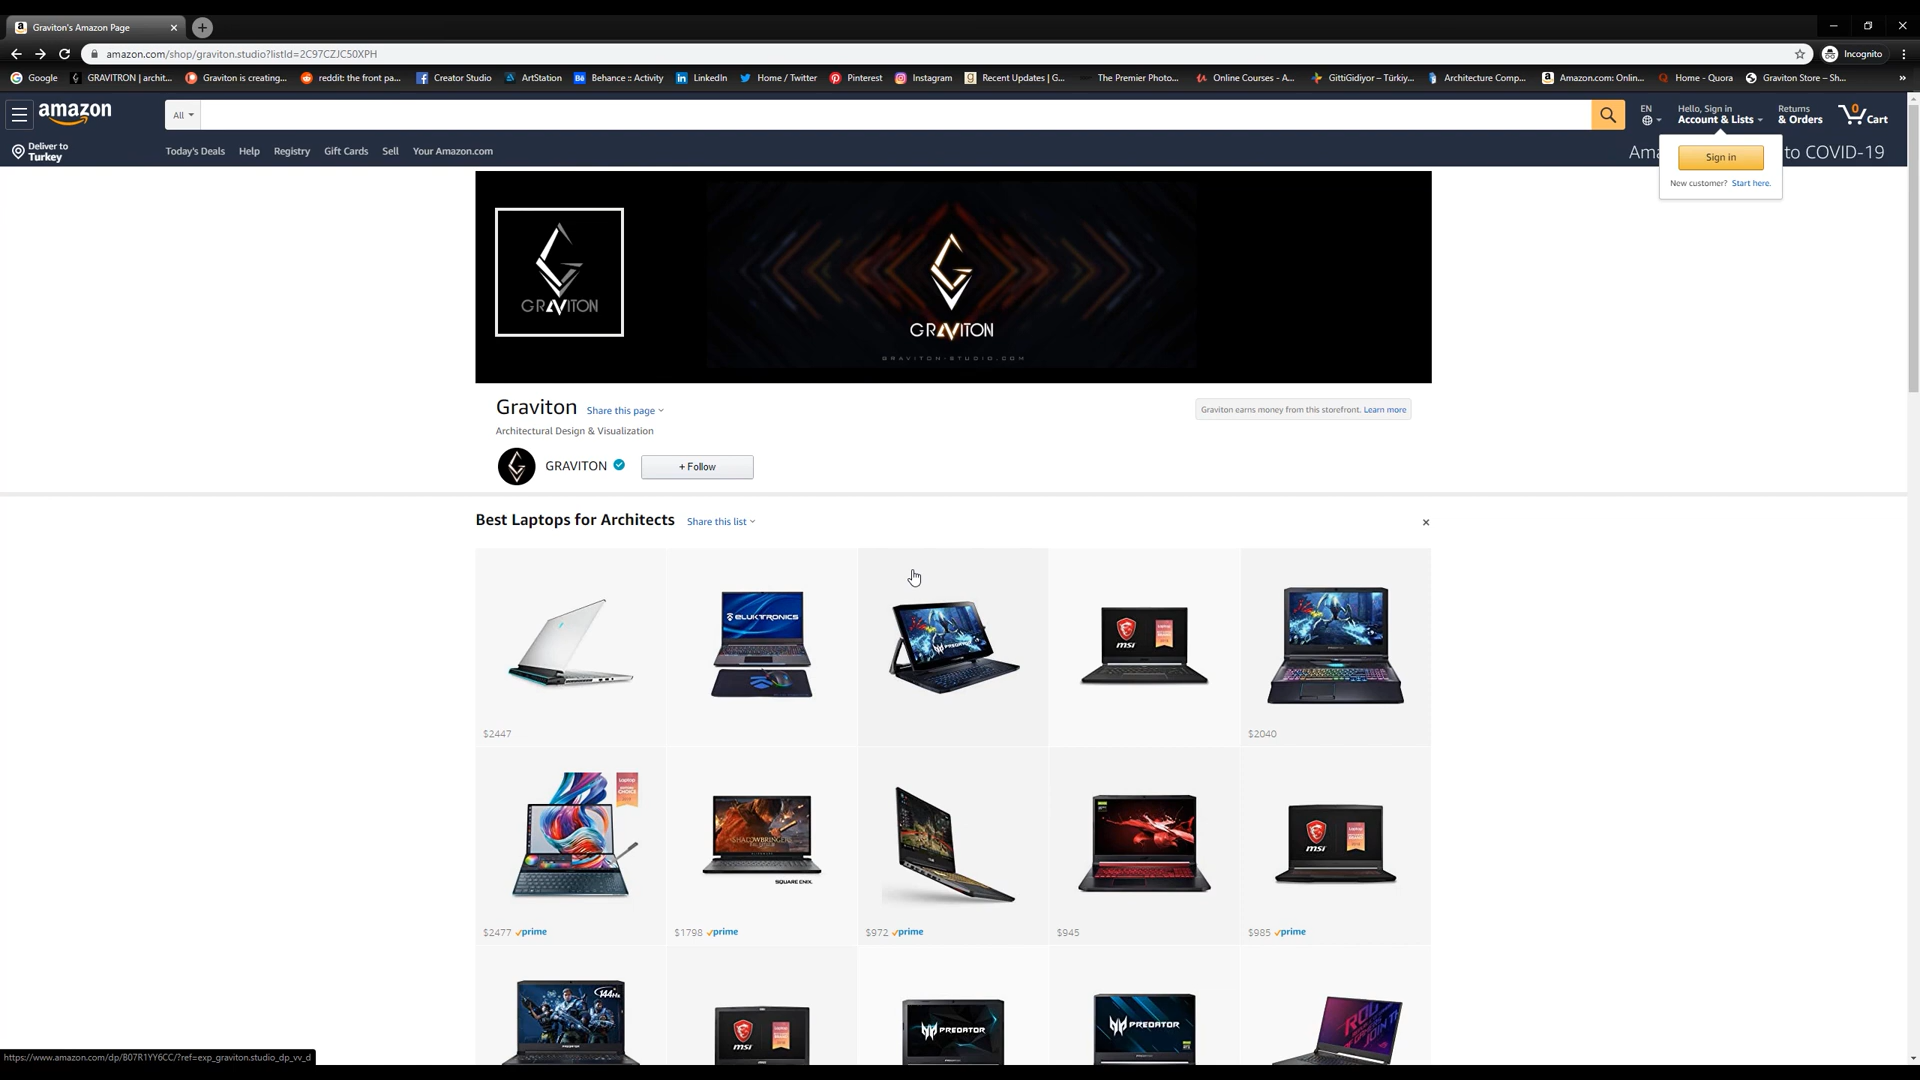 Graviton's Amazon Page
amazon.com/shop/graviton.studio?listId=2C97CZJC50XPH
Incognito
Google
GRAVITRON | archit...
Graviton is creating...
reddit: the front pa...
Creator Studio
ArtStation
Behance :: Activity
LinkedIn
Home / Twitter
Pinterest
Instagram
Recent Updates | G...
The Premier Photo...
Online Courses - A...
GittiGidiyor – Türkiy...
Architecture Comp...
Amazon.com: Onlin...
Home - Quora
Graviton Store – Sh...
amazon
All
EN
Hello, Sign in
Account & Lists
Returns
& Orders
0
Cart
Deliver to
Turkey
Today's Deals
Help
Registry
Gift Cards
Sell
Your Amazon.com
Ama
to COVID-19
Sign in
New customer? Start here.
GRAVITON
GRAVITON
GRAVITON-STUDIO.COM
Graviton
Share this page
Graviton earns money from this storefront. Learn more
Architectural Design & Visualization
GRAVITON
+ Follow
Best Laptops for Architects
Share this list
ELUKTRONICS
PREDATOR
msi
$2447
$2040
SHADOWBRINGERS
SQUARE ENIX
msi
$2477 prime
$1798 prime
$972 prime
$945
$985 prime
144Hz
msi
PREDATOR
PREDATOR
https://www.amazon.com/dp/B07R1YY6CC/?ref=exp_graviton.studio_dp_vv_d